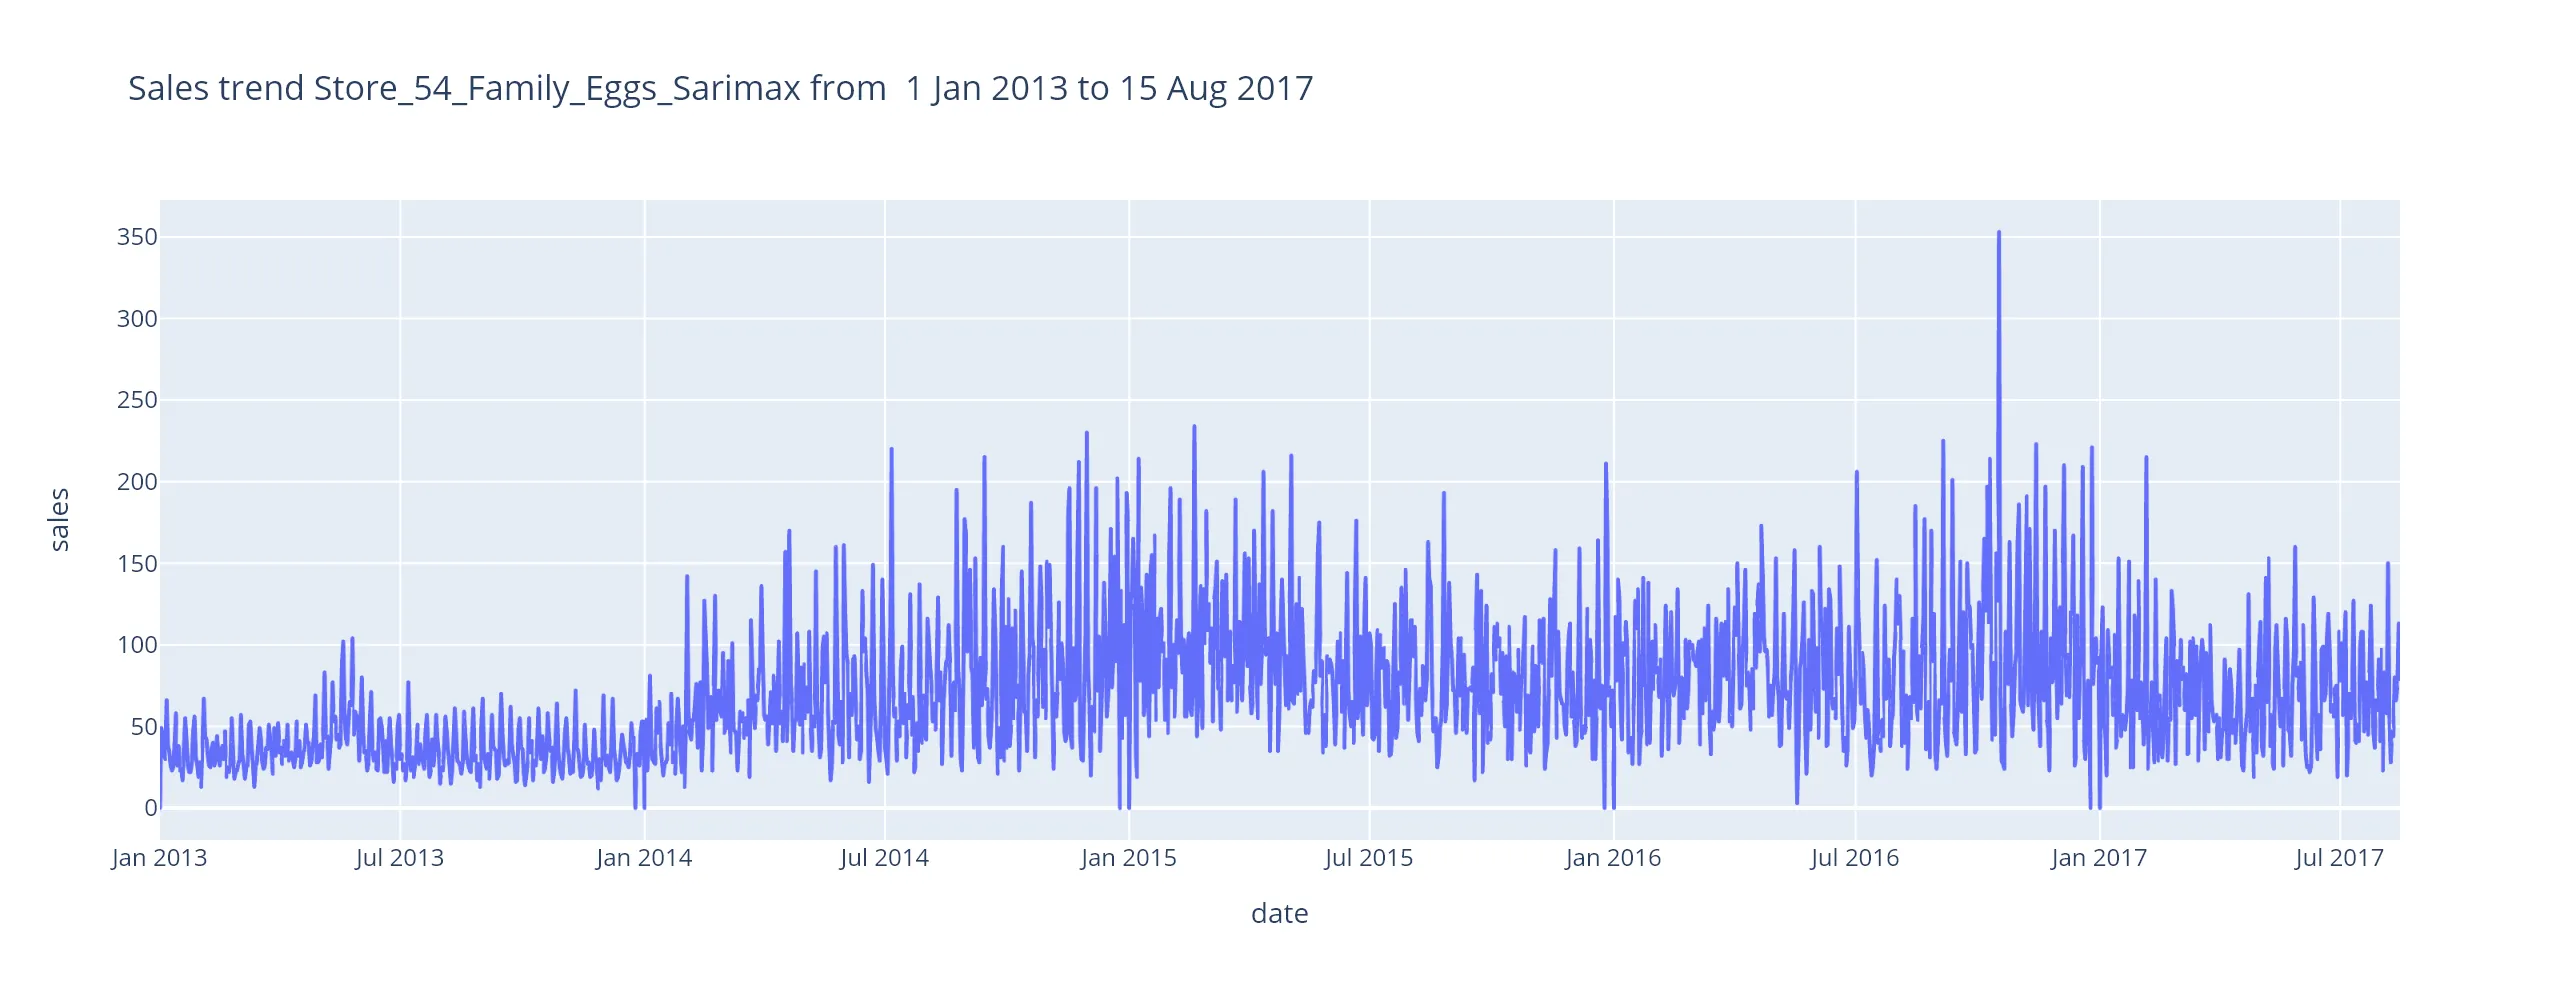 Sales trend Store_54_Family_Eggs_Sarimax from  1 Jan 2013 to 15 Aug 2017
350
300
250
200
150
100
50
0
sales
Jan 2013 Jul 2013 Jan 2014 Jul 2014 Jan 2015 Jul 2015 Jan 2016 Jul 2016 Jan 2017 Jul 2017
date